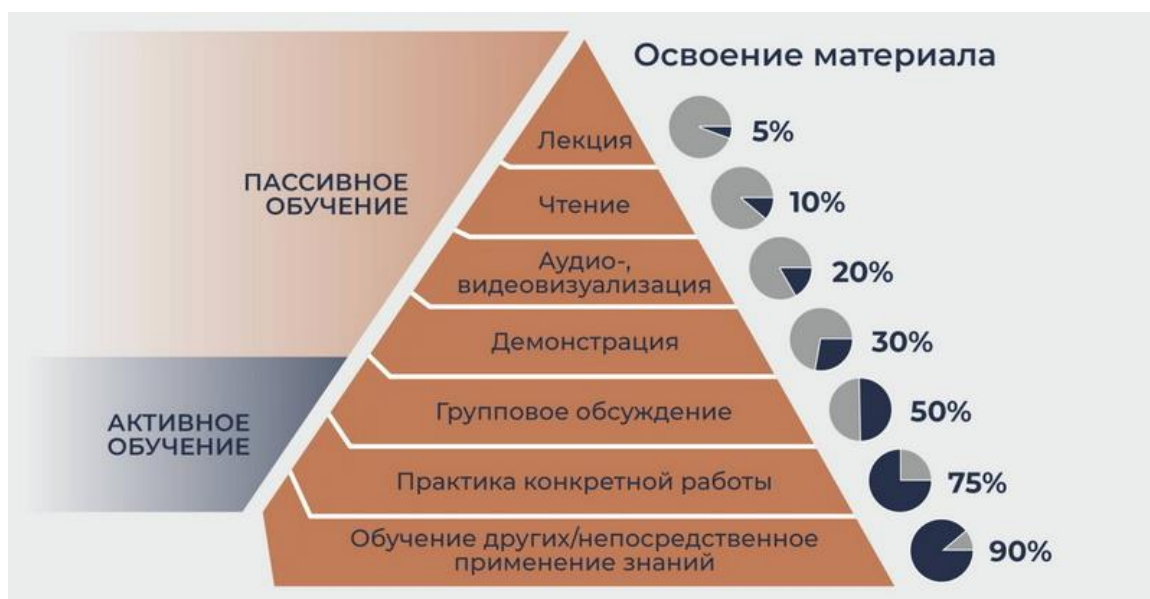 Освоение материала
ПАССИВНОЕ
ОБУЧЕНИЕ
АКТИВНОЕ
ОБУЧЕНИЕ
Лекция
5%
Чтение
10%
Аудио-,
видеовизуализация
20%
Демонстрация
30%
Групповое обсуждение
50%
Практика конкретной работы
75%
Обучение других/непосредственное
применение знаний
90%